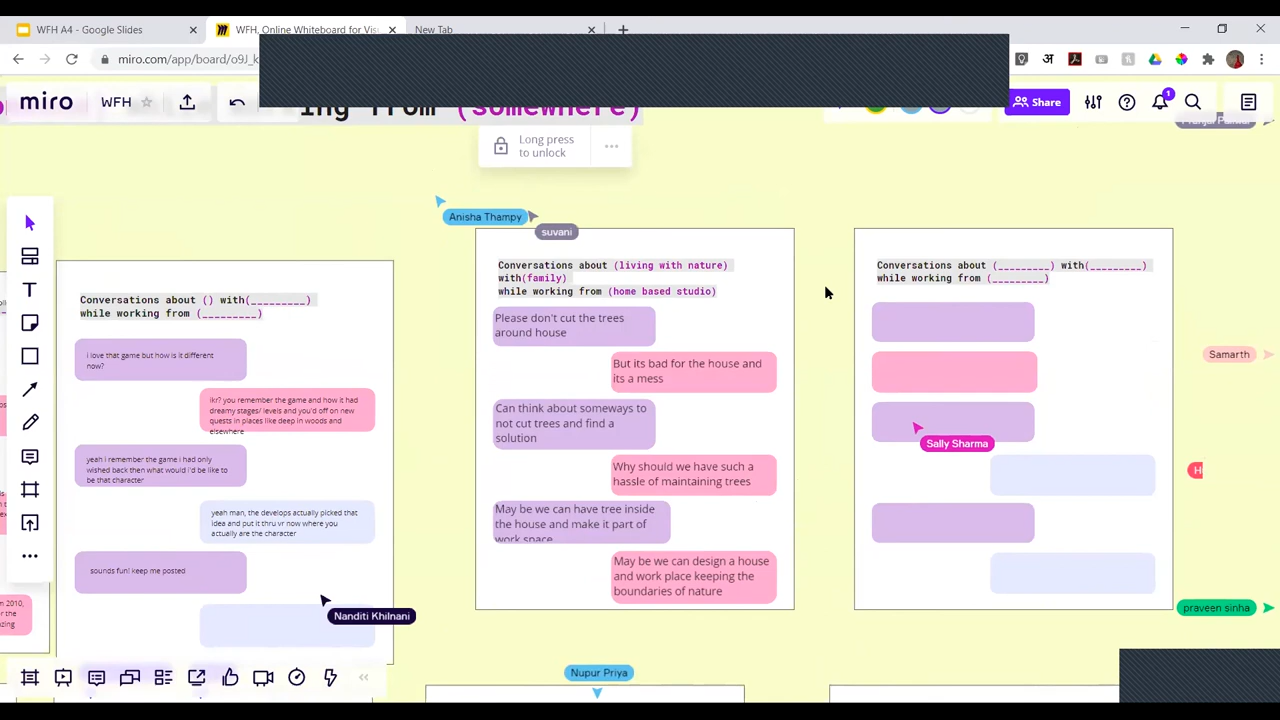 WFH A4 - Google Slides
WFH, Online Whiteboard for Vis
New Tab
miro.com/app/board/o9J_k
अ
miro
WFH
ing from (somewhere)
Share
1
Long press
to unlock
Anisha Thampy
suvani
Conversations about () with(_________)
while working from (_________)
i love that game but how is it different
now?
ikr? you remember the game and how it had
dreamy stages/ levels and you'd off on new
quests in places like deep in woods and
elsewhere
yeah i remember the game i had only
wished back then what would i'd be like to
be that character
yeah man, the develops actually picked that
idea and put it thru vr now where you
actually are the character
sounds fun! keep me posted
Nanditi Khilnani
Conversations about (living with nature)
with(family)
while working from (home based studio)
Please don't cut the trees
around house
But its bad for the house and
its a mess
Can think about someways to
not cut trees and find a
solution
Why should we have such a
hassle of maintaining trees
May be we can have tree inside
the house and make it part of
work space
May be we can design a house
and work place keeping the
boundaries of nature
Conversations about (_________) with(_________)
while working from (_________)
Sally Sharma
Samarth
H
praveen sinha
Nupur Priya
m 2010,
r the
zing